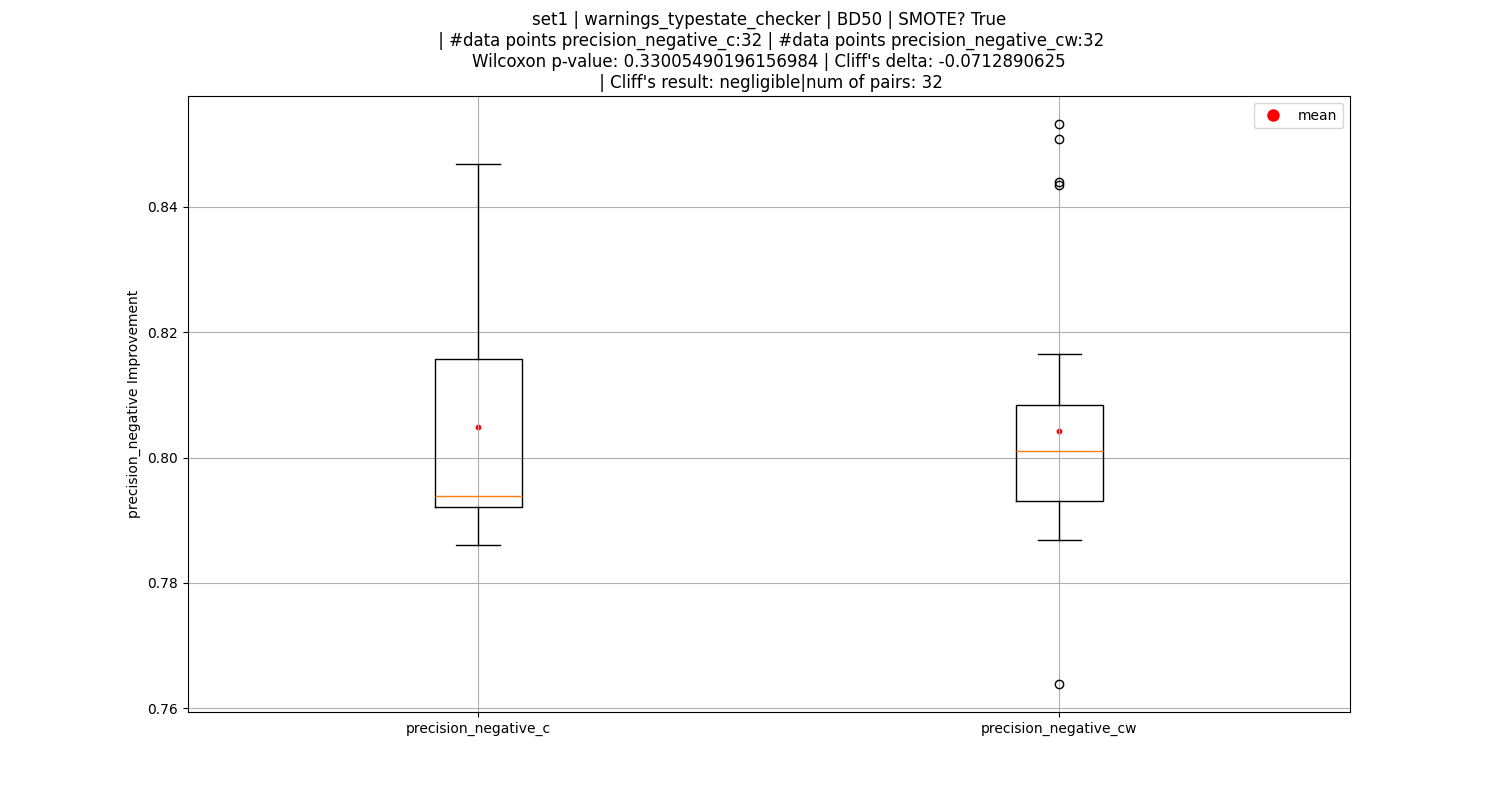 set1 | warnings_typestate_checker | BD50 | SMOTE? True
| #data points precision_negative_c:32 | #data points precision_negative_cw:32
Wilcoxon p-value: 0.33005490196156984 | Cliff's delta: -0.0712890625
| Cliff's result: negligible|num of pairs: 32
mean
precision_negative Improvement
0.84
0.82
0.80
0.78
0.76
precision_negative_c
precision_negative_cw